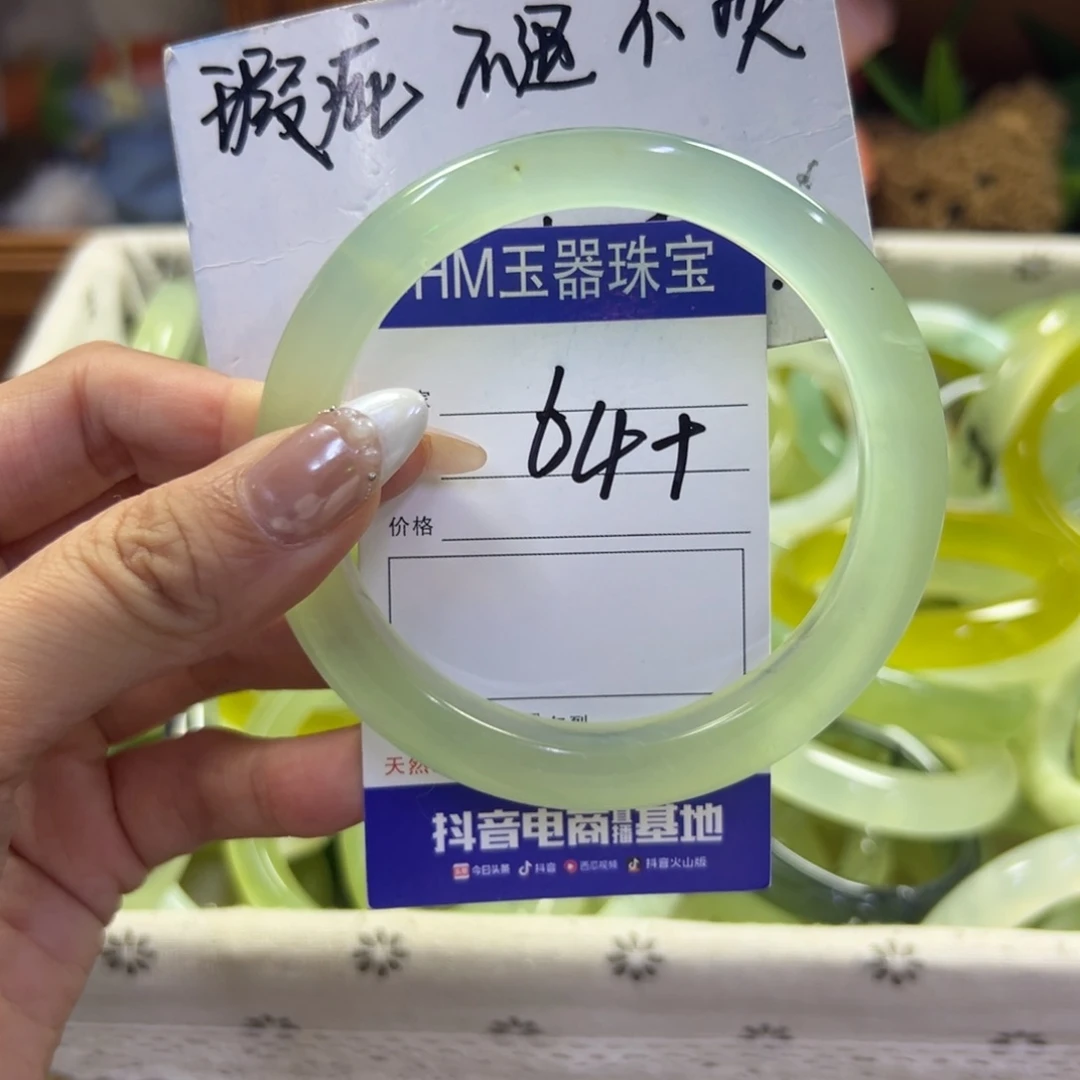 瑕疵 不退 不换
HM玉器珠宝
64+
价格
天然
抖音电商直播基地
今日头条 抖音 西瓜视频 抖音火山版